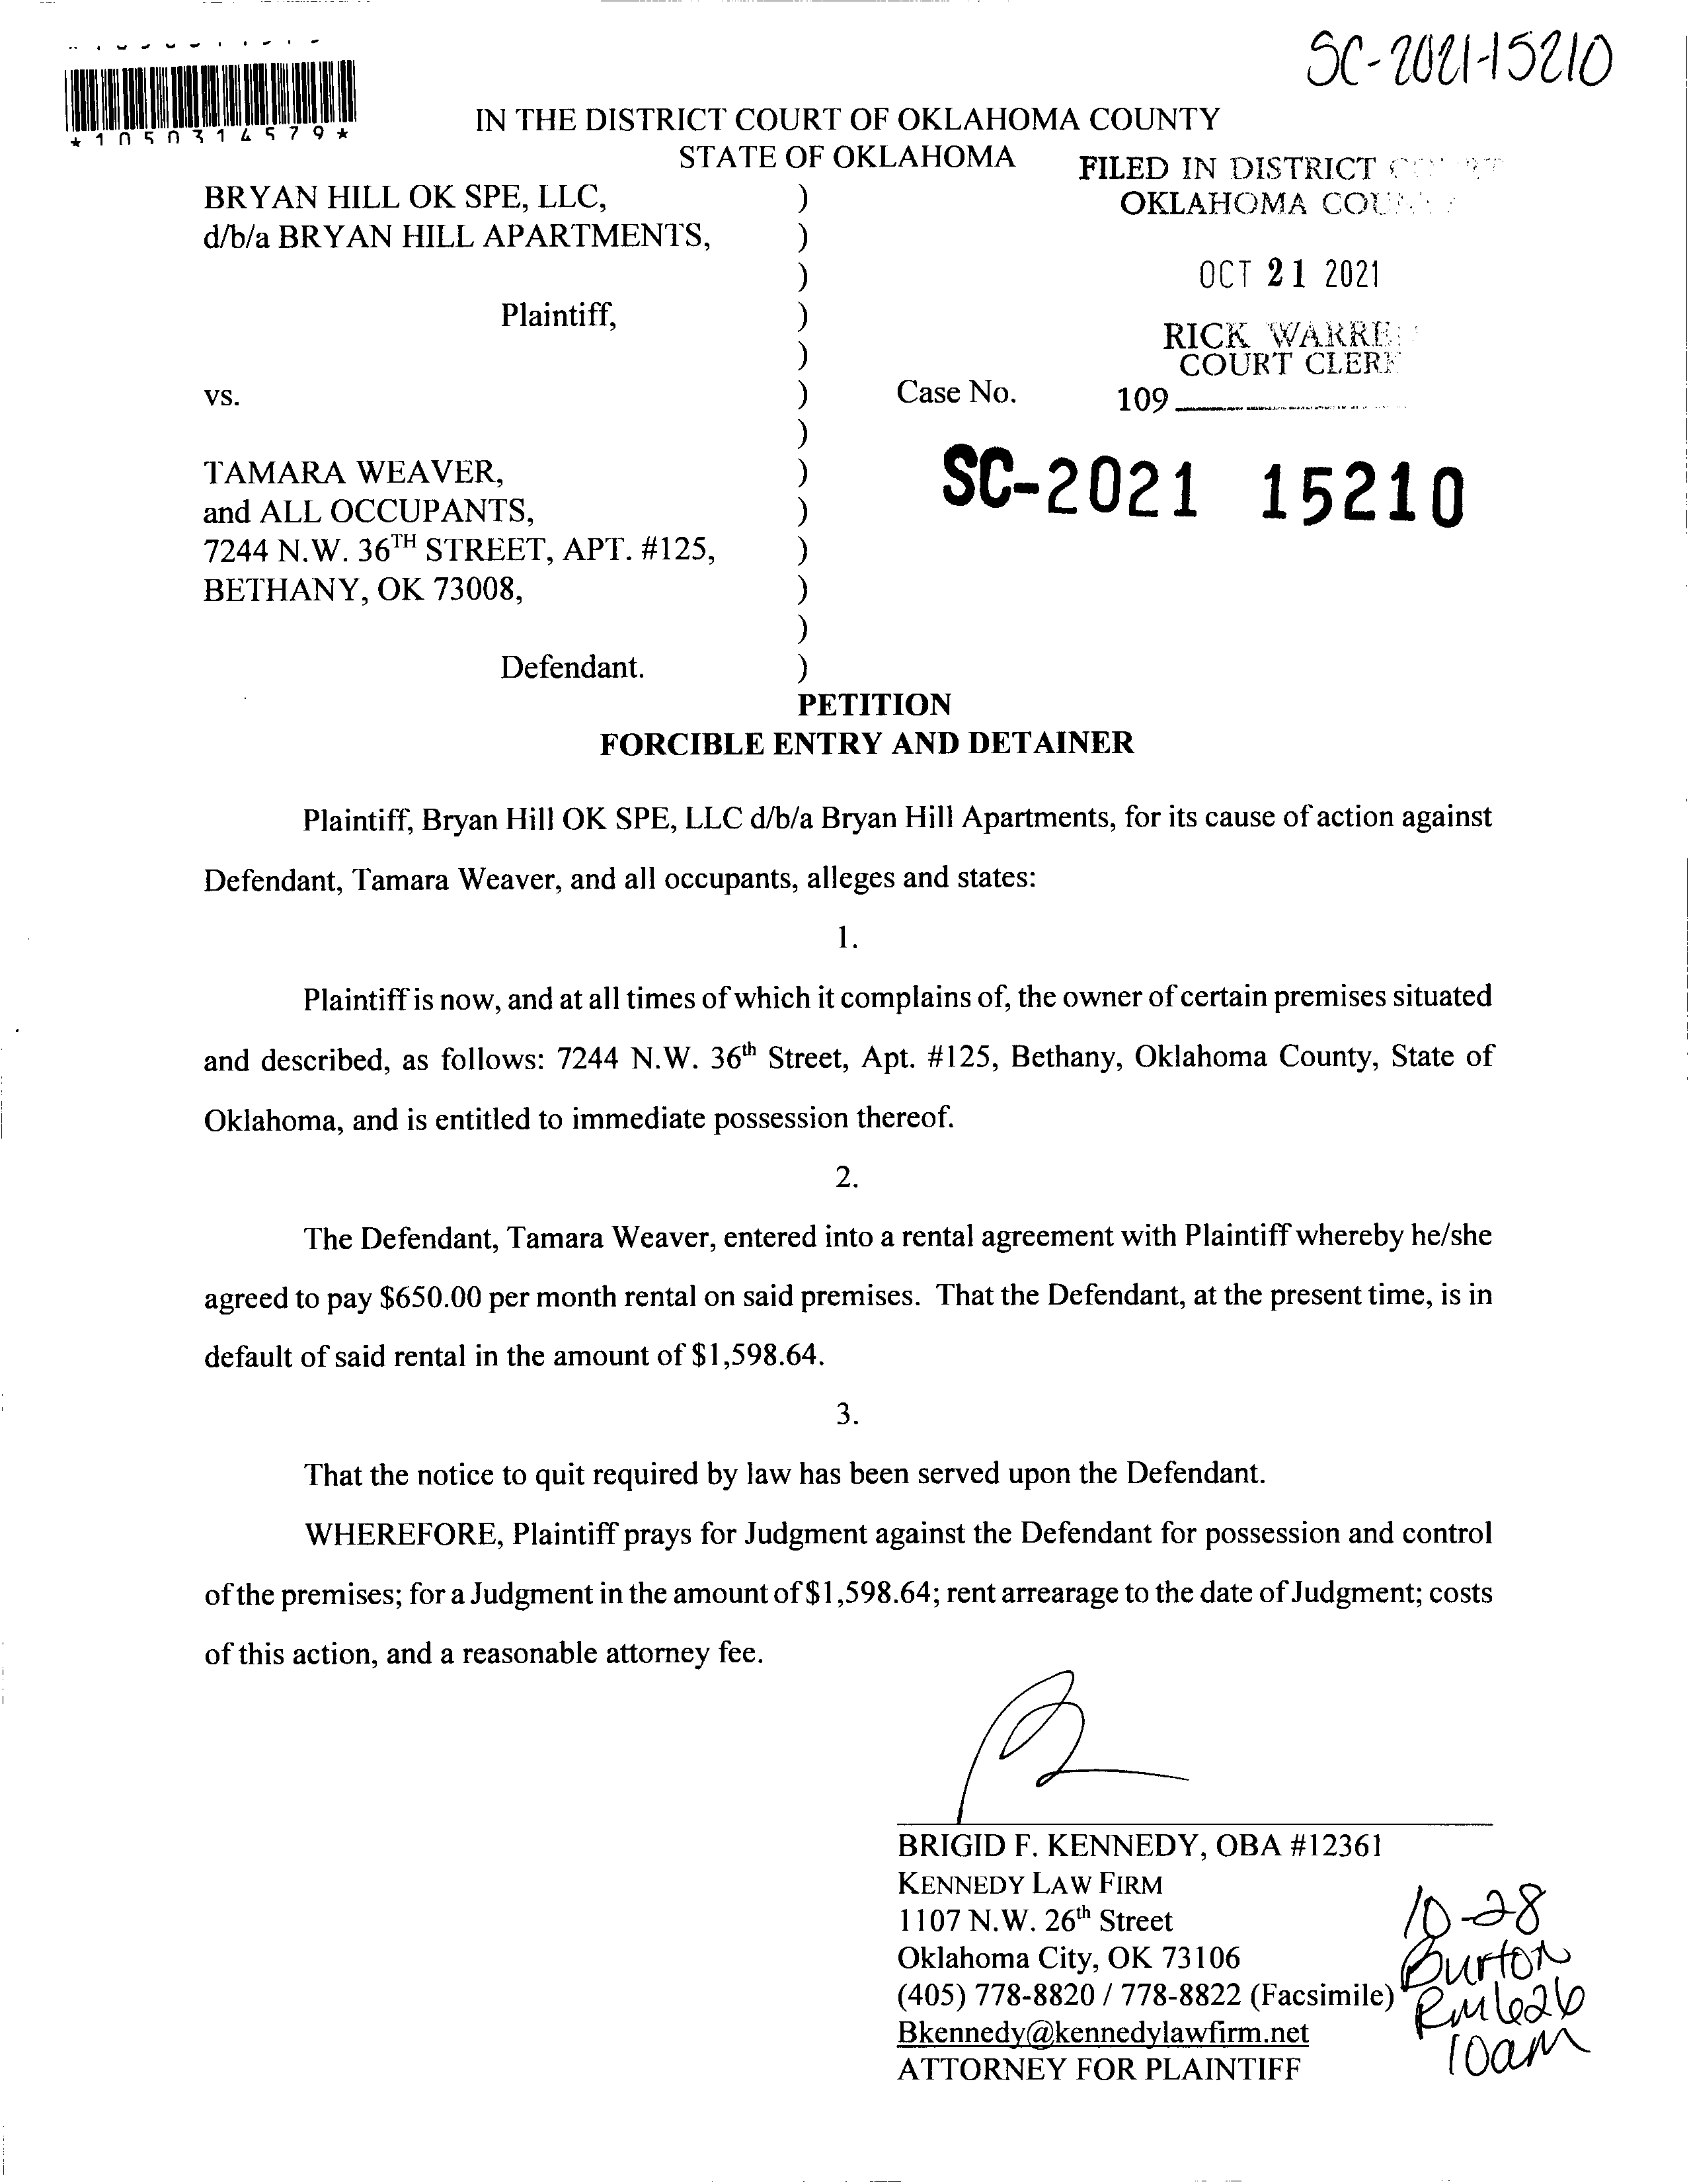 SC-2021-15210
*1050314579*
IN THE DISTRICT COURT OF OKLAHOMA COUNTY
STATE OF OKLAHOMA
FILED IN DISTRICT
OKLAHOMA
BRYAN HILL OK SPE, LLC, )
d/b/a BRYAN HILL APARTMENTS, )
)
OCT 21 2021
Plaintiff, )
RICK
)
COURT CLERK
vs. ) Case No. 109
)
TAMARA WEAVER, ) SC-2021 15210
and ALL OCCUPANTS, )
7244 N.W. 36TH STREET, APT. #125, )
BETHANY, OK 73008, )
)
Defendant. )
PETITION
FORCIBLE ENTRY AND DETAINER
Plaintiff, Bryan Hill OK SPE, LLC d/b/a Bryan Hill Apartments, for its cause of action against
Defendant, Tamara Weaver, and all occupants, alleges and states:
1.
Plaintiff is now, and at all times of which it complains of, the owner of certain premises situated
and described, as follows: 7244 N.W. 36th Street, Apt. #125, Bethany, Oklahoma County, State of
Oklahoma, and is entitled to immediate possession thereof.
2.
The Defendant, Tamara Weaver, entered into a rental agreement with Plaintiff whereby he/she
agreed to pay $650.00 per month rental on said premises. That the Defendant, at the present time, is in
default of said rental in the amount of $1,598.64.
3.
That the notice to quit required by law has been served upon the Defendant.
WHEREFORE, Plaintiff prays for Judgment against the Defendant for possession and control
of the premises; for a Judgment in the amount of $1,598.64; rent arrearage to the date of Judgment; costs
of this action, and a reasonable attorney fee.
BRIGID F. KENNEDY, OBA #12361
KENNEDY LAW FIRM
1107 N.W. 26th Street
Oklahoma City, OK 73106
(405) 778-8820 / 778-8822 (Facsimile)
Bkennedy@kennedylawfirm.net
ATTORNEY FOR PLAINTIFF
10-28
Burton
Rm 626
10am